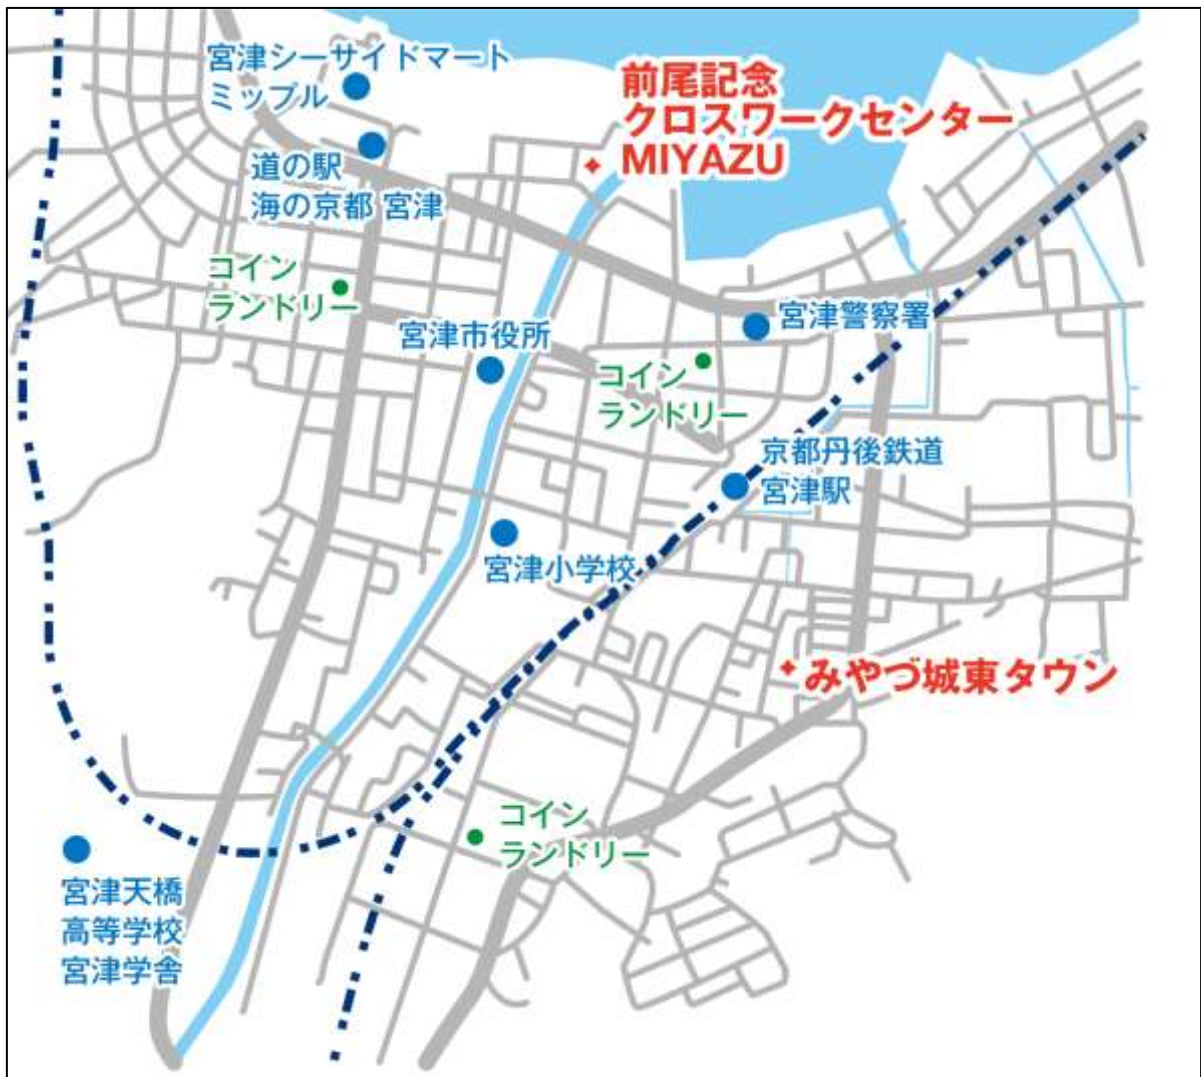 宮津シーサイドマート
ミップル
前尾記念
クロスワークセンター
MIYAZU
道の駅
海の京都 宮津
コイン
ランドリー
宮津市役所
宮津警察署
コイン
ランドリー
京都丹後鉄道
宮津駅
宮津小学校
みやづ城東タウン
コイン
ランドリー
宮津天橋
高等学校
宮津学舎